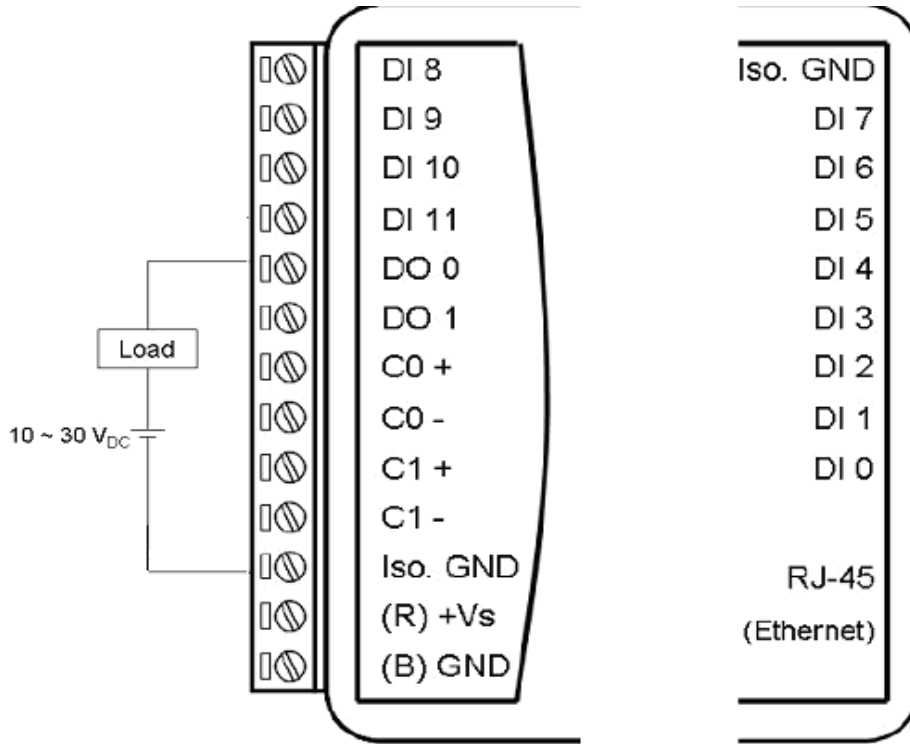 DI 8
DI 9
DI 10
DI 11
DO 0
DO 1
C0 +
C0 -
C1 +
C1 -
Iso. GND
(R) +Vs
(B) GND
Load
10 ~ 30 VDC
Iso. GND
DI 7
DI 6
DI 5
DI 4
DI 3
DI 2
DI 1
DI 0
RJ-45
(Ethernet)